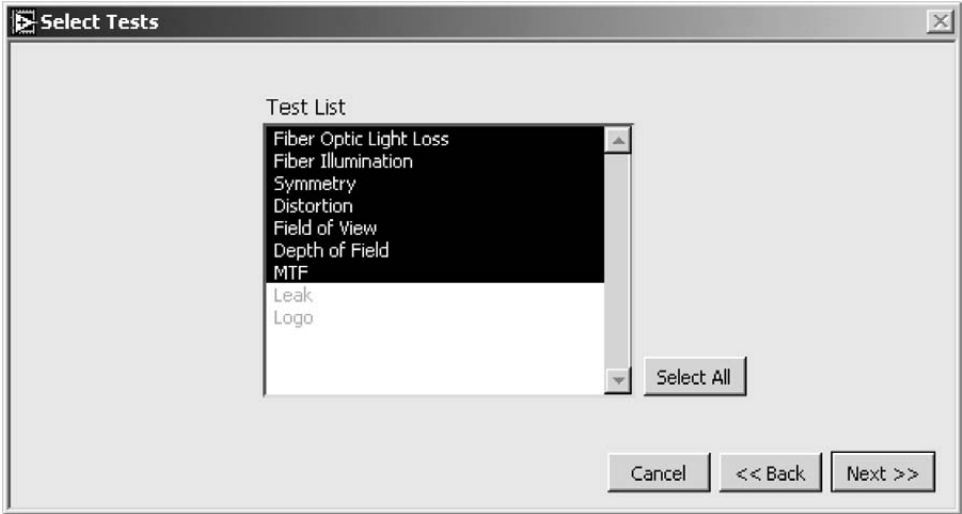 Select Tests
Test List
Fiber Optic Light Loss
Fiber Illumination
Symmetry
Distortion
Field of View
Depth of Field
MTF
Leak
Logo
Select All
Cancel
<< Back
Next >>